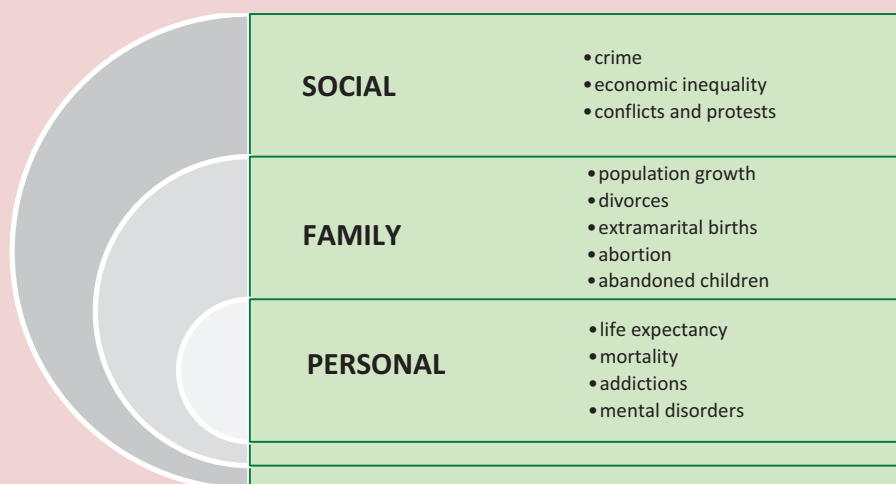 SOCIAL
•crime
•economic inequality
•conflicts and protests
FAMILY
•population growth
•divorces
•extramarital births
•abortion
•abandoned children
PERSONAL
•life expectancy
•mortality
•addictions
•mental disorders